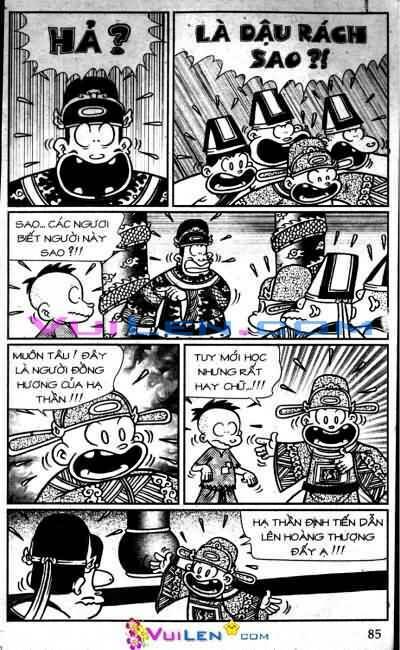 HẢ?
LÀ DẬU RÁCH
SAO?!
SAO... CÁC NGƯƠI
BIẾT NGƯỜI NÀY
SAO?!!
VUILEN.COM
MUÔN TÂU! ĐÂY
LÀ NGƯỜI ĐỒNG
HƯƠNG CỦA HẠ
THẦN!!!
TUY MỚI HỌC
NHƯNG RẤT
HAY CHỮ...!!!
HẠ THẦN ĐỊNH TIẾN DẪN
LÊN HOÀNG THƯỢNG
ĐẤY Ạ!!!
85
VUILEN.COM